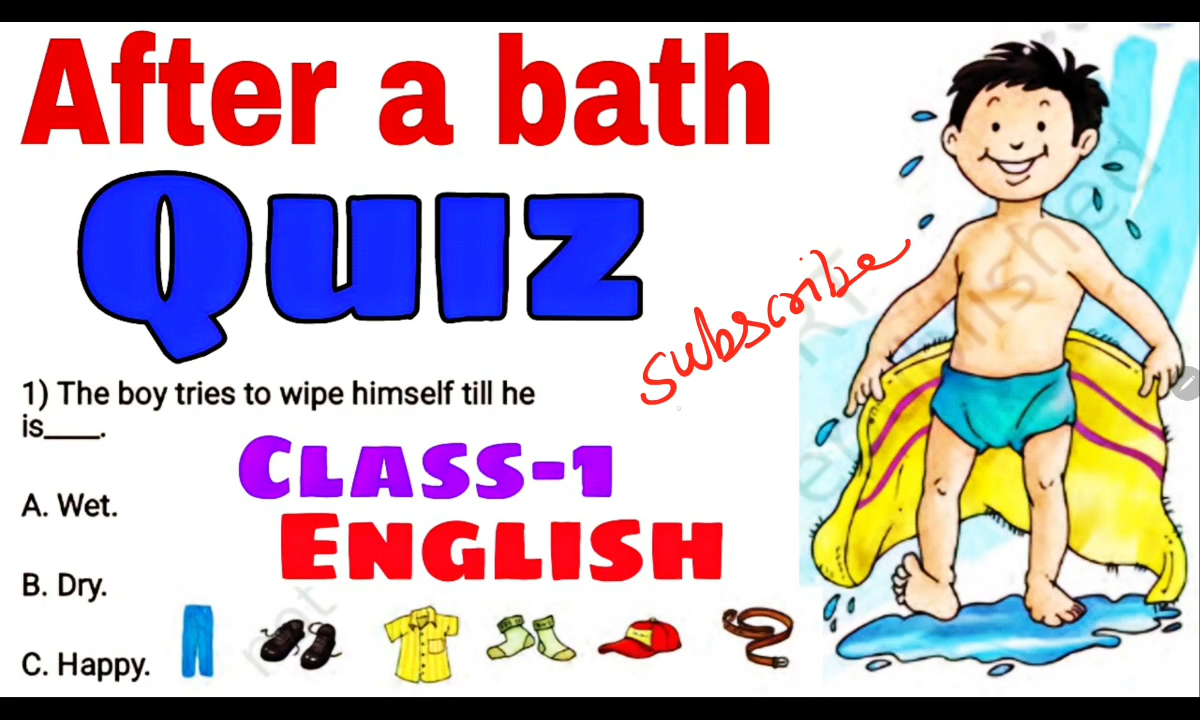 After a bath
Quiz
subscribe
1) The boy tries to wipe himself till he
is____.
CLASS-1
ENGLISH
A. Wet.
B. Dry.
C. Happy.